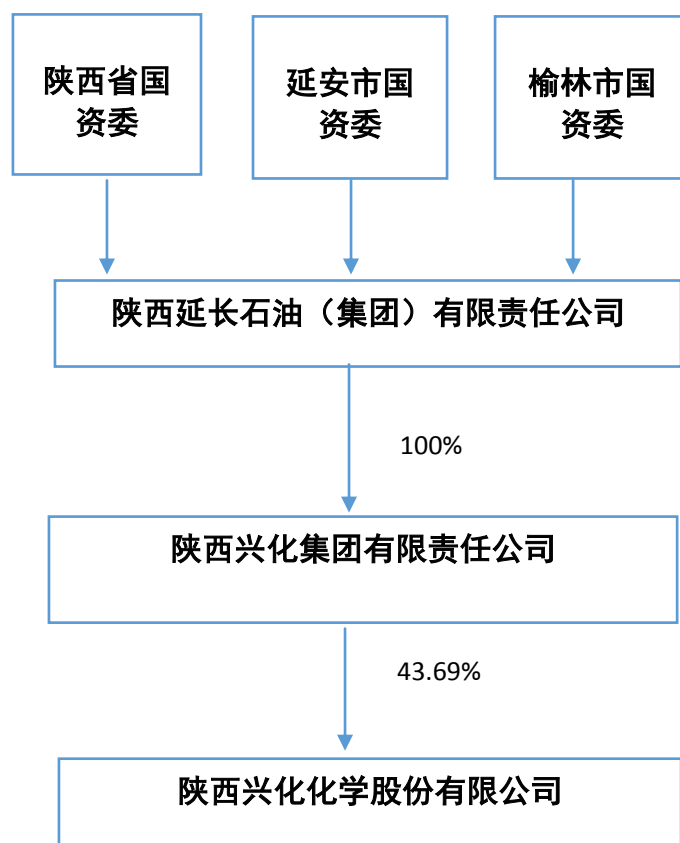 陕西省国
资委
延安市国
资委
榆林市国
资委
陕西延长石油（集团）有限责任公司
100%
陕西兴化集团有限责任公司
43.69%
陕西兴化化学股份有限公司